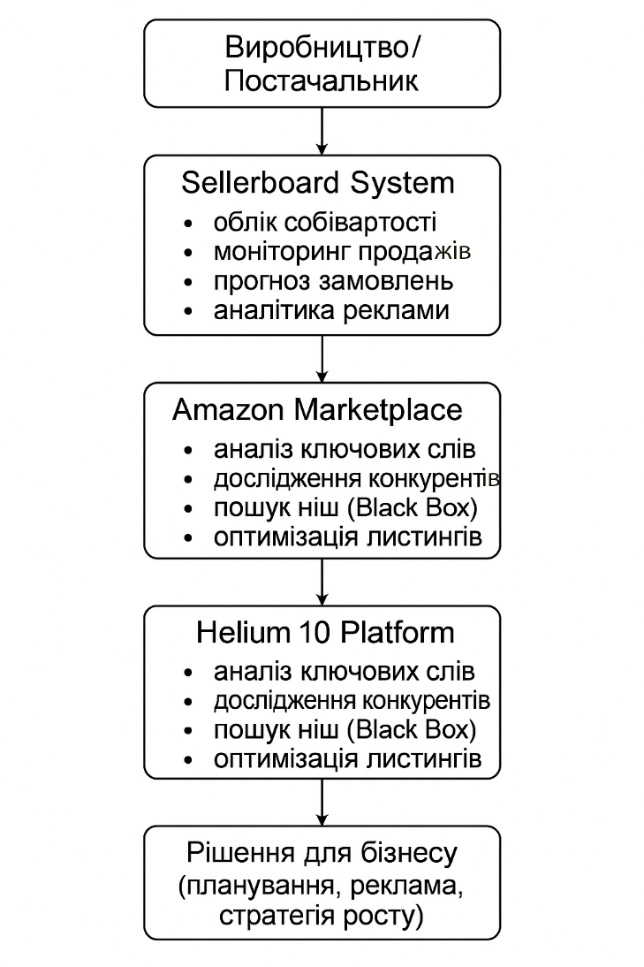 Виробництво/
Постачальник
Sellerboard System
• облік собівартості
• моніторинг продажів
• прогноз замовлень
• аналітика реклами
Amazon Marketplace
• аналіз ключових слів
• дослідження конкурентів
• пошук ніш (Black Box)
• оптимізація листингів
Helium 10 Platform
• аналіз ключових слів
• дослідження конкурентів
• пошук ніш (Black Box)
• оптимізація листингів
Рішення для бізнесу
(планування, реклама,
стратегія росту)